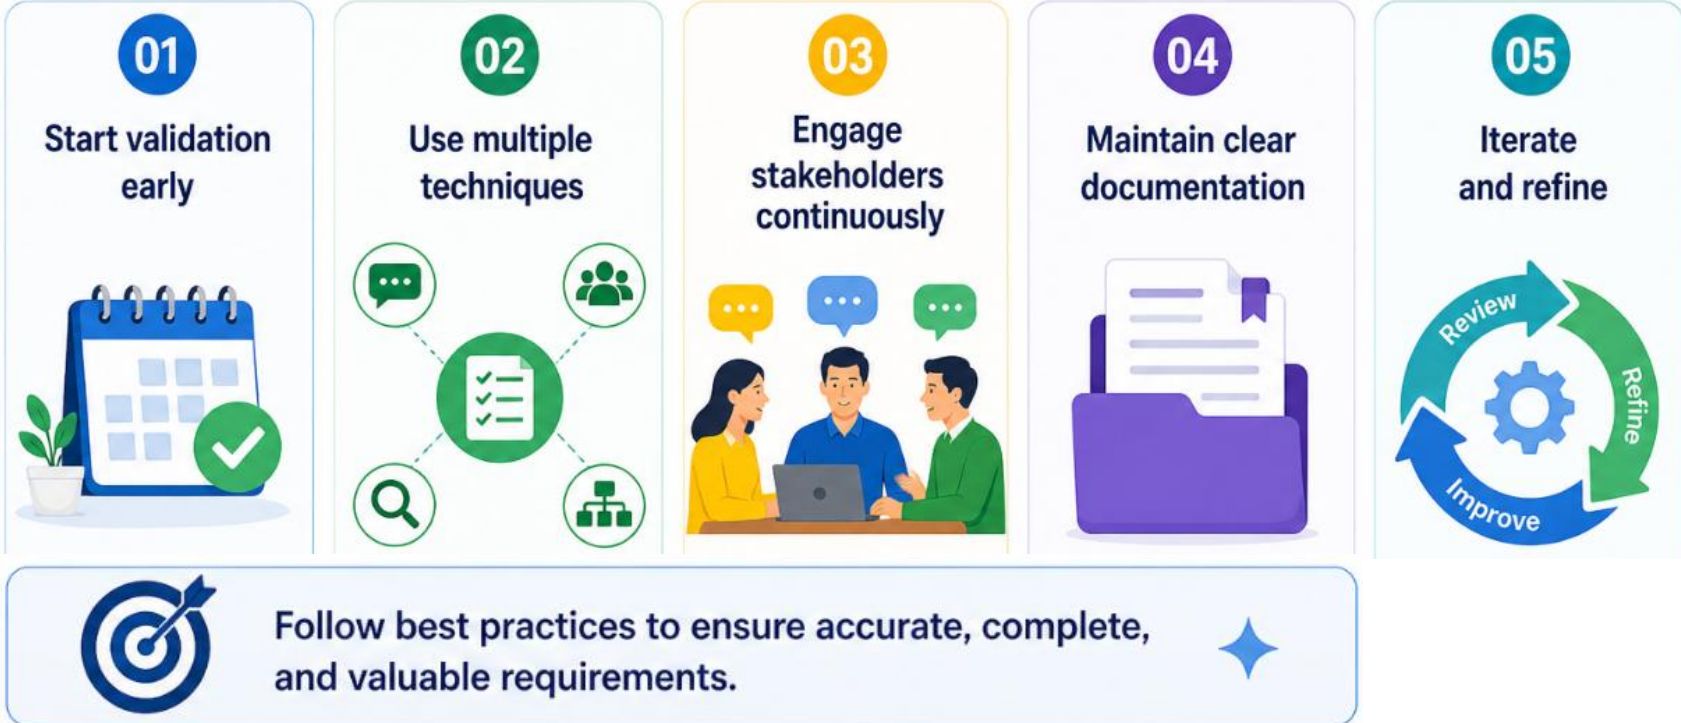 01
Start validation
early
02
Use multiple
techniques
03
Engage
stakeholders
continuously
04
Maintain clear
documentation
05
Iterate
and refine
Review
Refine
Improve
Follow best practices to ensure accurate, complete,
and valuable requirements.